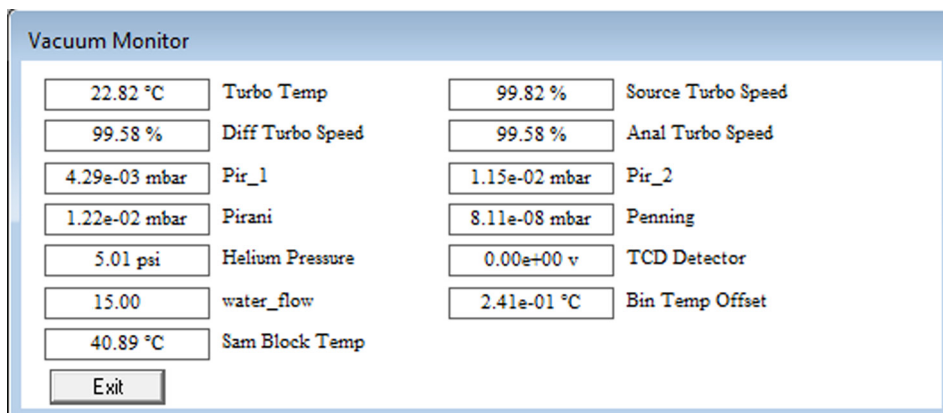 Vacuum Monitor
22.82 °C Turbo Temp 99.82 % Source Turbo Speed
99.58 % Diff Turbo Speed 99.58 % Anal Turbo Speed
4.29e-03 mbar Pir_1 1.15e-02 mbar Pir_2
1.22e-02 mbar Pirani 8.11e-08 mbar Penning
5.01 psi Helium Pressure 0.00e+00 v TCD Detector
15.00 water_flow 2.41e-01 °C Bin Temp Offset
40.89 °C Sam Block Temp
Exit